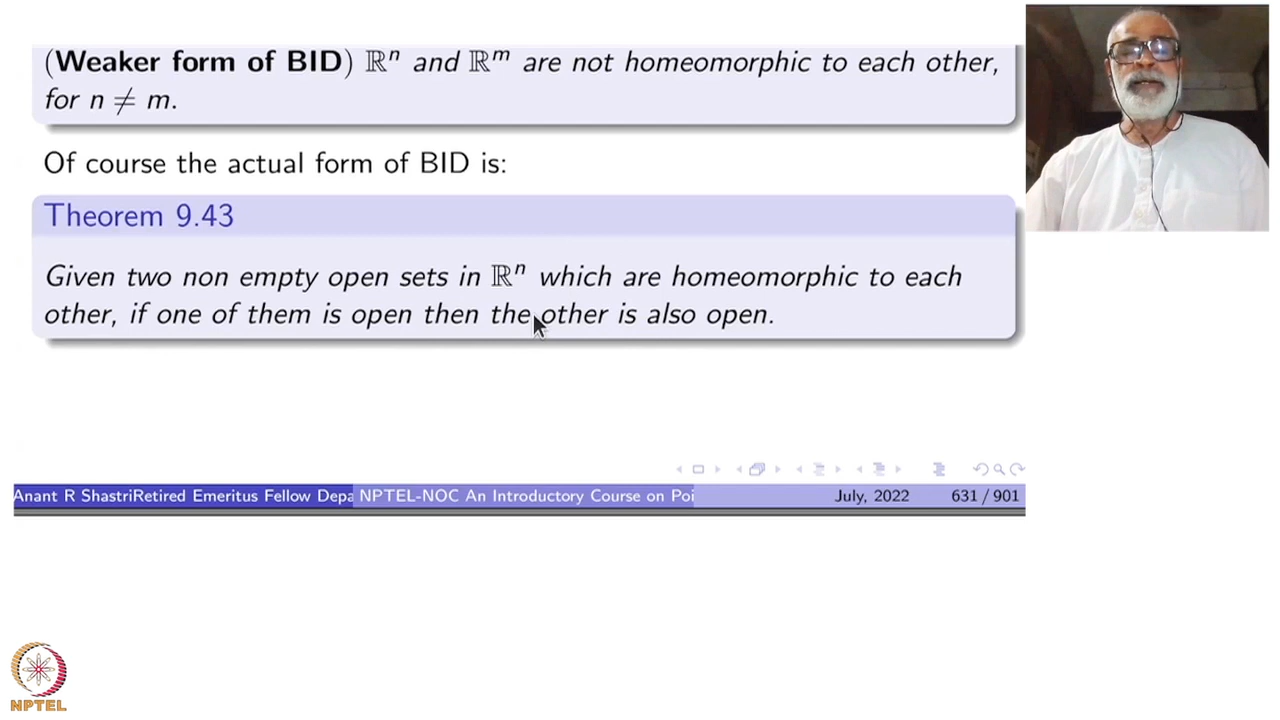 (Weaker form of BID) ℝⁿ and ℝᵐ are not homeomorphic to each other,
for n ≠ m.
Of course the actual form of BID is:
Theorem 9.43
Given two non empty open sets in ℝⁿ which are homeomorphic to each
other, if one of them is open then the other is also open.
Anant R ShastriRetired Emeritus Fellow Depa NPTEL-NOC An Introductory Course on Poi July, 2022 631 / 901
NPTEL